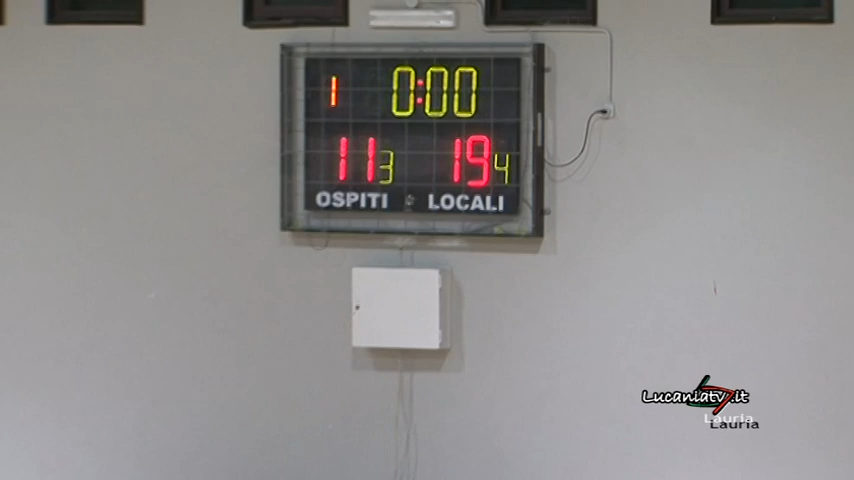 1 0:00
11 3 19 4
OSPITI LOCALI
Lucaniatv.it
Lauria